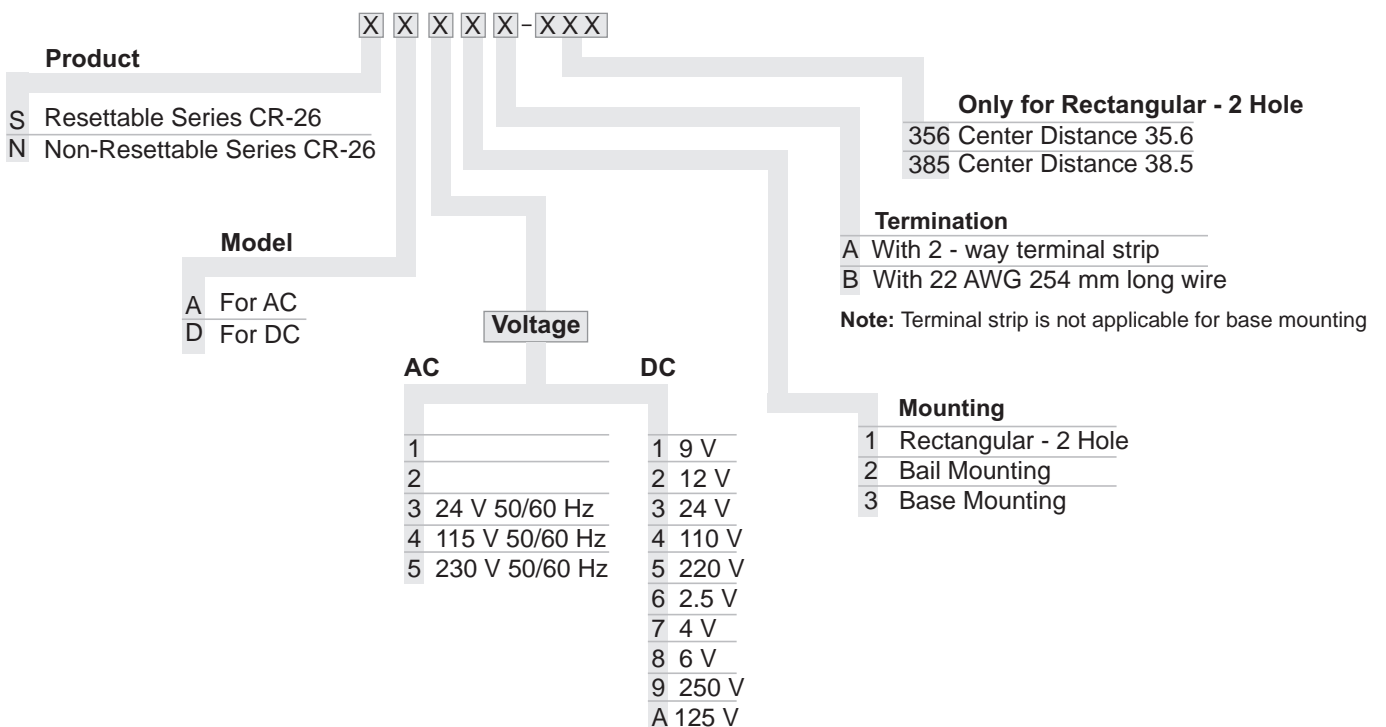 X X X X X - X X X
Product
S Resettable Series CR-26
N Non-Resettable Series CR-26
Only for Rectangular - 2 Hole
356 Center Distance 35.6
385 Center Distance 38.5
Termination
A With 2 - way terminal strip
B With 22 AWG 254 mm long wire
Note: Terminal strip is not applicable for base mounting
Model
A For AC
D For DC
Voltage
AC
1
2
3 24 V 50/60 Hz
4 115 V 50/60 Hz
5 230 V 50/60 Hz
DC
1 9 V
2 12 V
3 24 V
4 110 V
5 220 V
6 2.5 V
7 4 V
8 6 V
9 250 V
A 125 V
Mounting
1 Rectangular - 2 Hole
2 Bail Mounting
3 Base Mounting